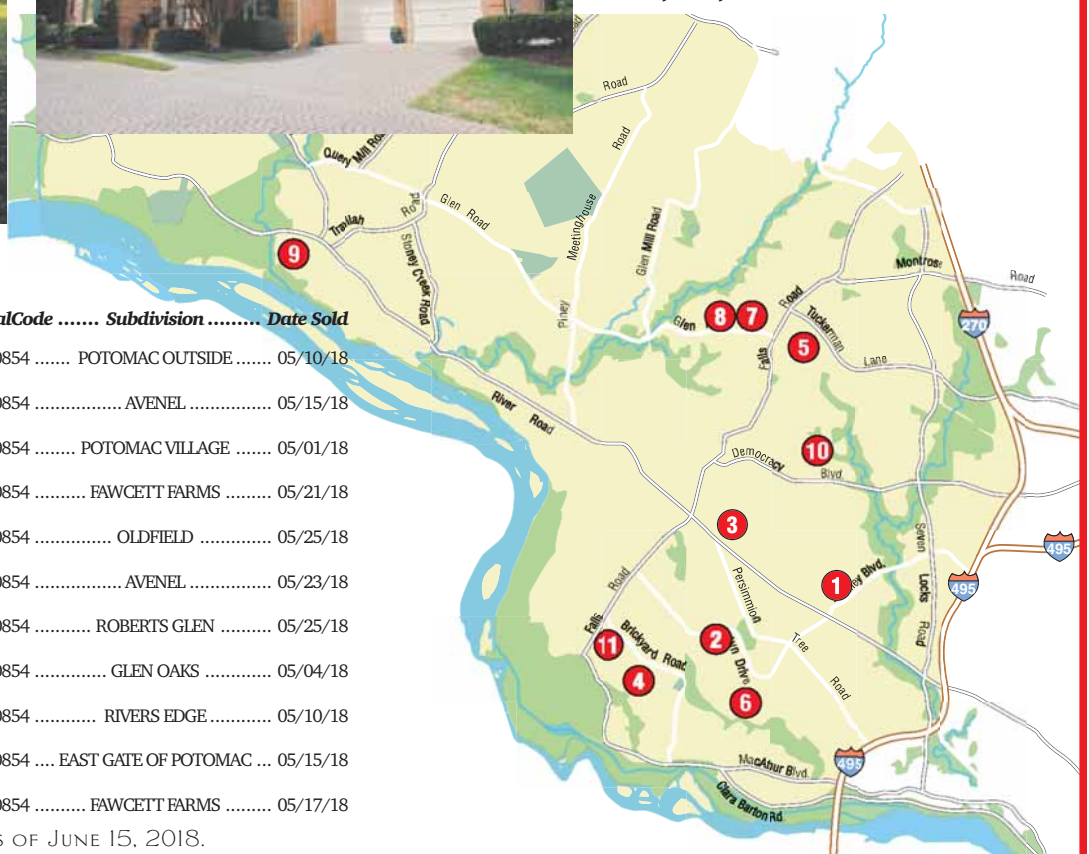 Road
Road
Query Mill
Glen Road
Road
Travilah
Stoney Creek Road
Meetinghouse
Glen Mill Road
Piney
Montrose
Road
9
8
7
Glen
Road
Tuckerman
270
Falls
5
Lane
alCode ....... Subdivision ......... Date Sold
0854 ....... POTOMAC OUTSIDE ....... 05/10/18
0854 ................. AVENEL ................ 05/15/18
0854 ........ POTOMAC VILLAGE ....... 05/01/18
0854 .......... FAWCETT FARMS ......... 05/21/18
0854 ............... OLDFIELD .............. 05/25/18
0854 ................. AVENEL ................ 05/23/18
0854 ........... ROBERTS GLEN .......... 05/25/18
0854 .............. GLEN OAKS ............. 05/04/18
0854 ............ RIVERS EDGE ............ 05/10/18
0854 .... EAST GATE OF POTOMAC ... 05/15/18
0854 .......... FAWCETT FARMS ......... 05/17/18
S OF JUNE 15, 2018.
River Road
Democracy
Blvd.
10
3
Seven
Locks
Road
495
495
1
ey Blvd.
Persimmion
Tree
Road
Road
Falls
11
Brickyard Road
2
wn Drive
4
6
MacAthur Blvd.
495
Clara Barton Rd.